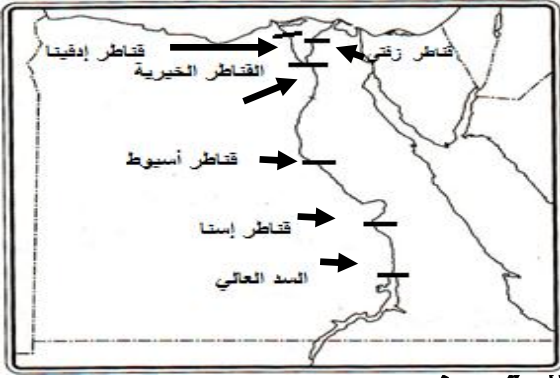 قناطر إدفينا
قناطر زفتى
القناطر الخيرية
قناطر أسيوط
قناطر إسنا
السد العالي